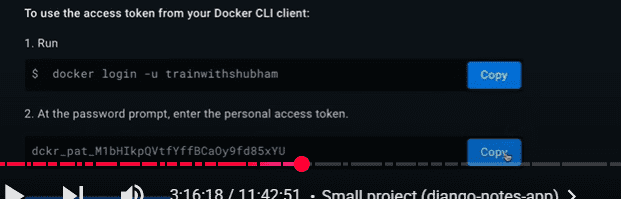 To use the access token from your Docker CLI client:
1. Run
$ docker login -u trainwithshubham
Copy
2. At the password prompt, enter the personal access token.
dckr_pat_M1bHIkpQVtfYffBCaOy9fd85xYU
Copy
3:16:18 / 11:42:51 • Small project (django-notes-app) >